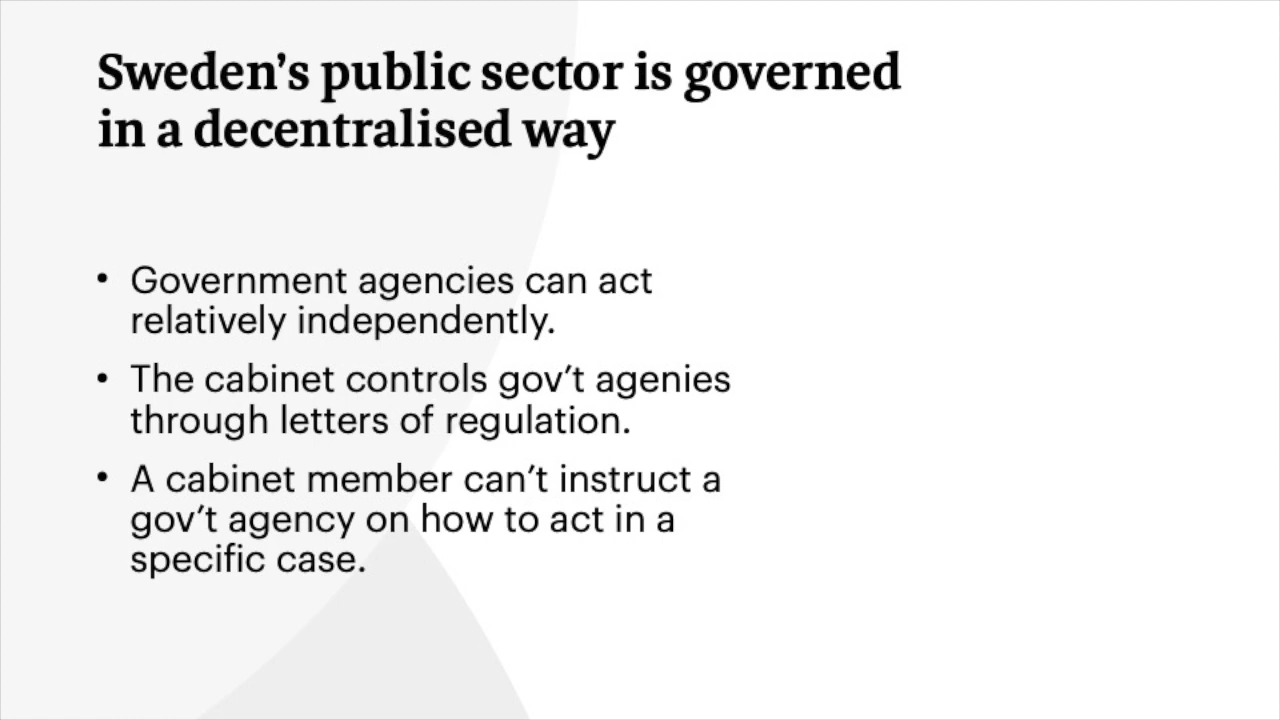 Sweden’s public sector is governed
in a decentralised way
• Government agencies can act
relatively independently.
• The cabinet controls gov’t agenies
through letters of regulation.
• A cabinet member can’t instruct a
gov’t agency on how to act in a
specific case.